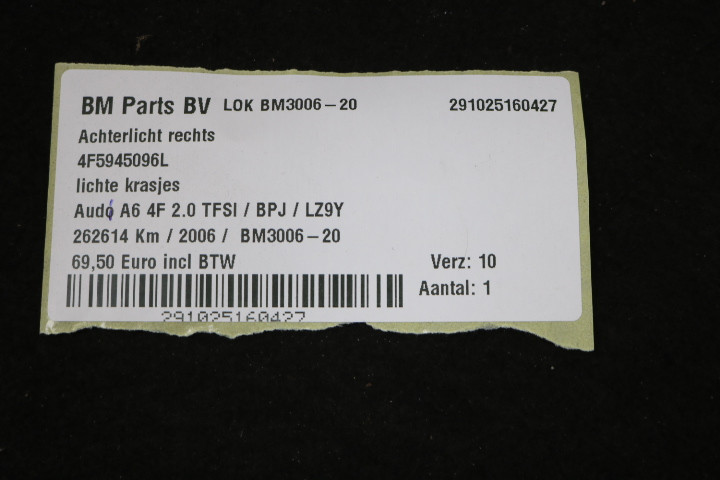 BM Parts BV LOK BM3006-20 291025160427
Achterlicht rechts
4F5945096L
lichte krasjes
Audi A6 4F 2.0 TFSI / BPJ / LZ9Y
262614 Km / 2006 / BM3006-20
69,50 Euro incl BTW Verz: 10
Aantal: 1
291025160427